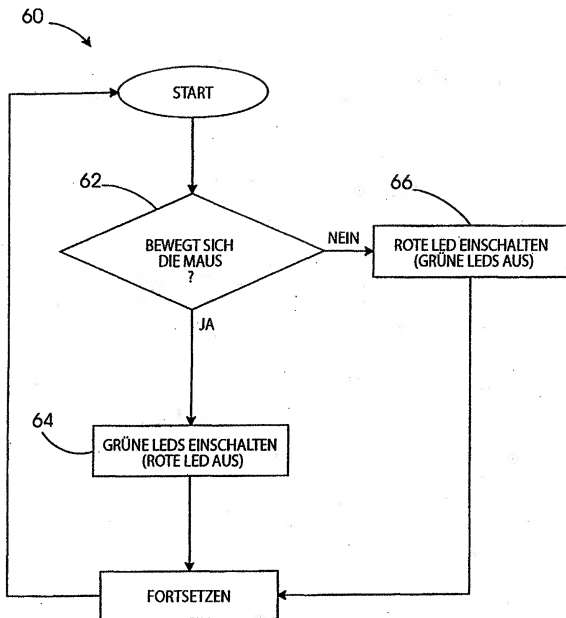 60
START
62
66
BEWEGT SICH
DIE MAUS
?
NEIN
ROTE LED EINSCHALTEN
(GRÜNE LEDS AUS)
JA
64
GRÜNE LEDS EINSCHALTEN
(ROTE LED AUS)
FORTSETZEN